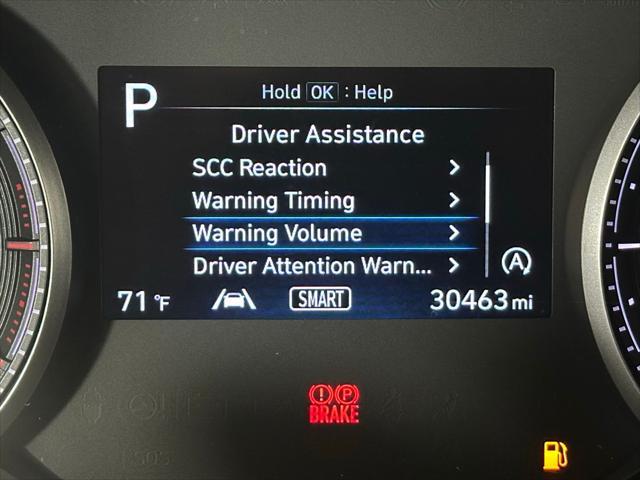 Hold OK : Help
P
Driver Assistance
SCC Reaction
Warning Timing
Warning Volume
Driver Attention Warn...
A
71 °F SMART 30463 mi
! P
BRAKE